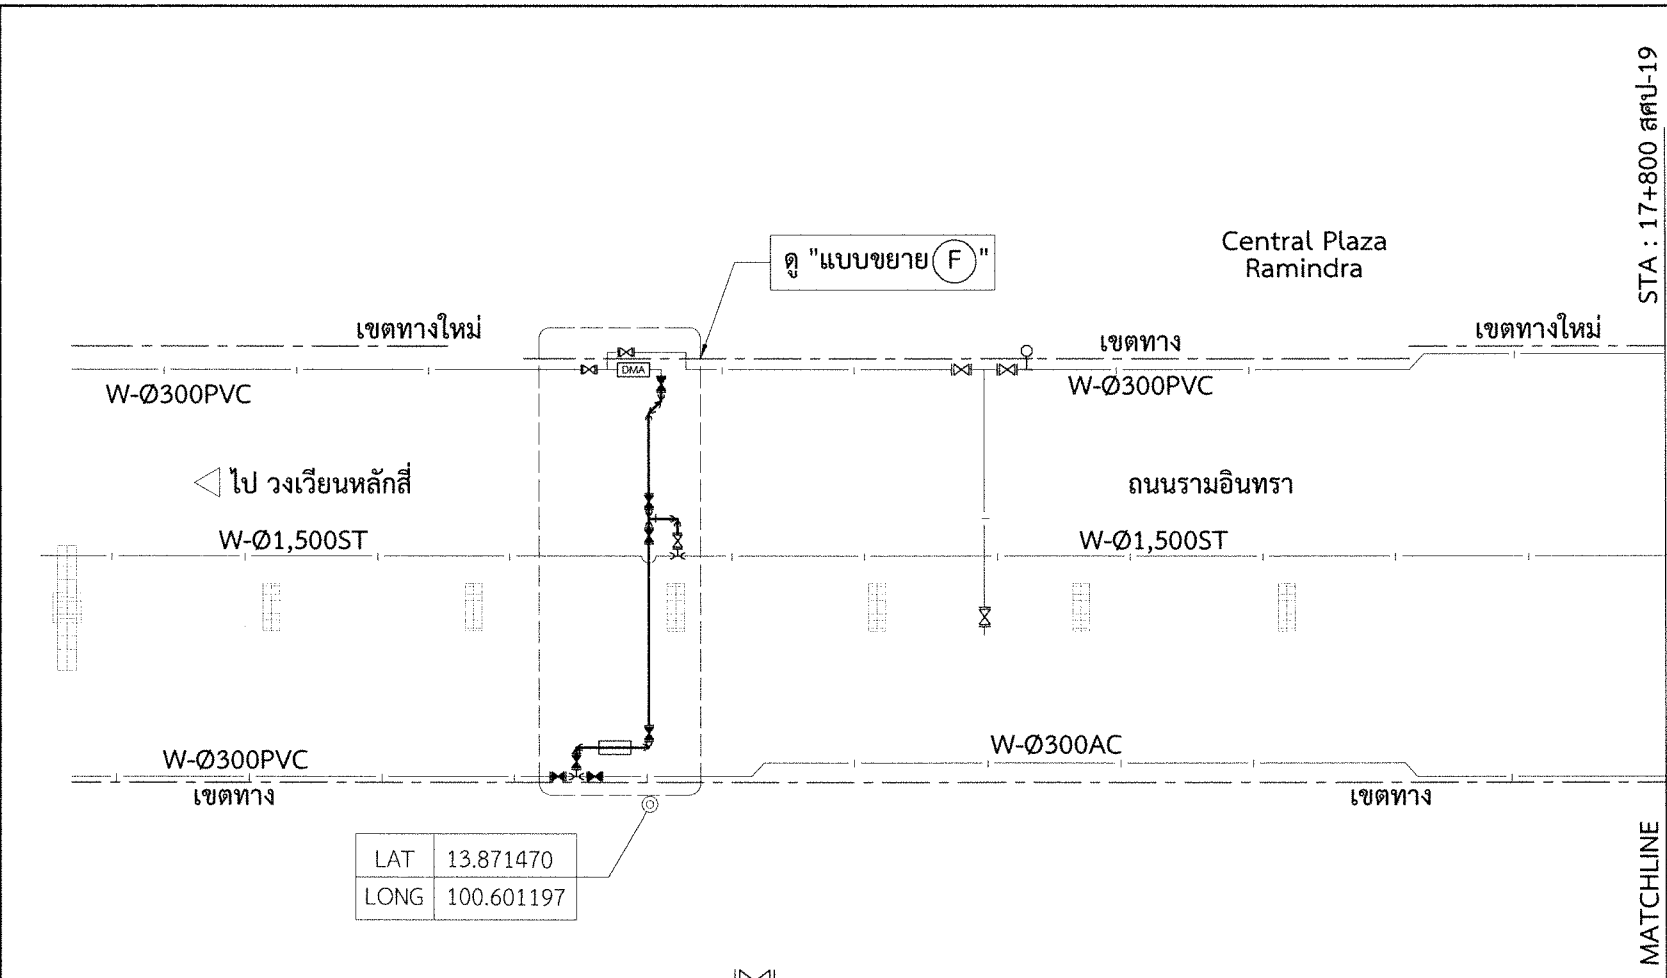 STA : 17+800 สศป-19
Central Plaza
Ramindra
ดู "แบบขยาย F "
เขตทางใหม่
เขตทาง
เขตทางใหม่
DMA
W-Ø300PVC
W-Ø300PVC
ไป วงเวียนหลักสี่
ถนนรามอินทรา
W-Ø1,500ST
W-Ø1,500ST
W-Ø300PVC
W-Ø300AC
เขตทาง
เขตทาง
LAT 13.871470
LONG 100.601197
MATCHLINE